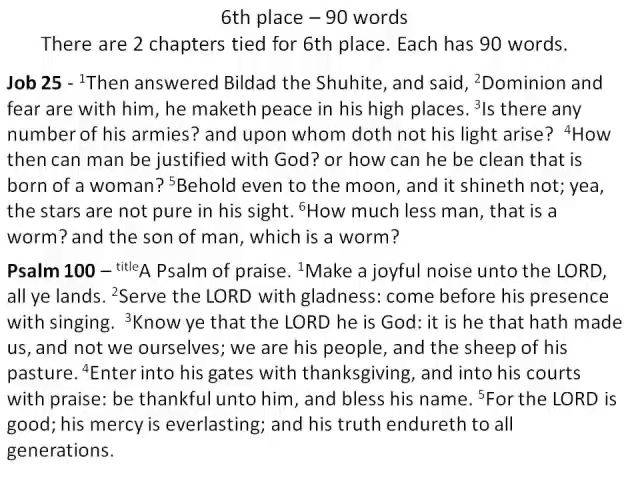 6th place – 90 words
There are 2 chapters tied for 6th place. Each has 90 words.
Job 25 - ¹Then answered Bildad the Shuhite, and said, ²Dominion and
fear are with him, he maketh peace in his high places. ³Is there any
number of his armies? and upon whom doth not his light arise? ⁴How
then can man be justified with God? or how can he be clean that is
born of a woman? ⁵Behold even to the moon, and it shineth not; yea,
the stars are not pure in his sight. ⁶How much less man, that is a
worm? and the son of man, which is a worm?
Psalm 100 – titleA Psalm of praise. ¹Make a joyful noise unto the LORD,
all ye lands. ²Serve the LORD with gladness: come before his presence
with singing. ³Know ye that the LORD he is God: it is he that hath made
us, and not we ourselves; we are his people, and the sheep of his
pasture. ⁴Enter into his gates with thanksgiving, and into his courts
with praise: be thankful unto him, and bless his name. ⁵For the LORD is
good; his mercy is everlasting; and his truth endureth to all
generations.